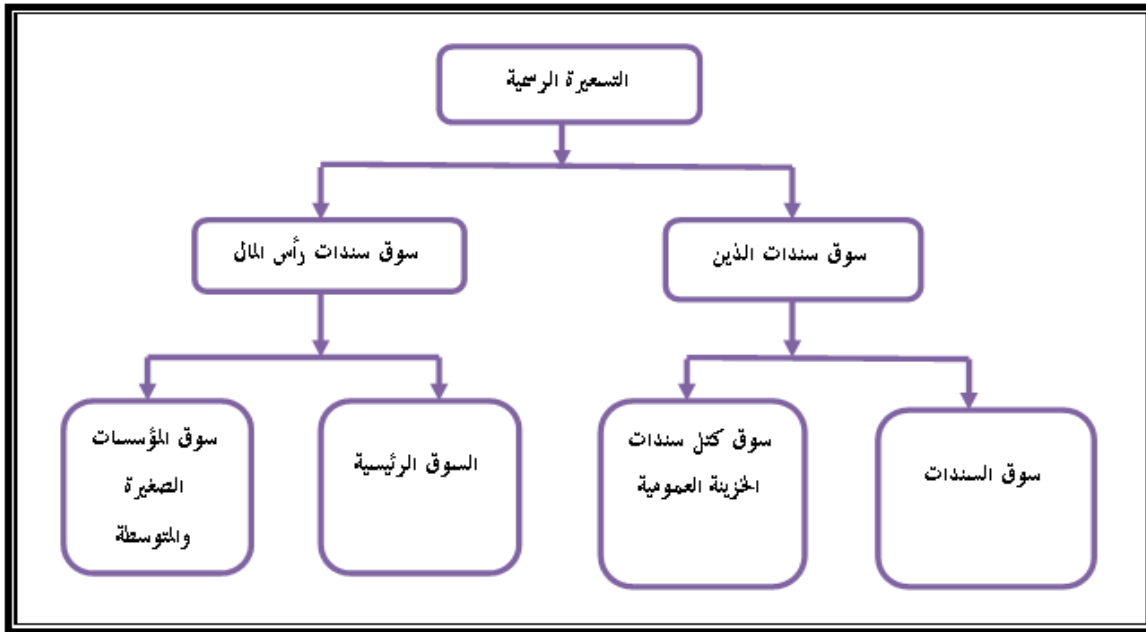 التسعيرة الرسمية
سوق سندات الذين
سوق سندات رأس المال
سوق السندات
سوق كتل سندات
الخزينة العمومية
السوق الرئيسية
سوق المؤسسات
الصغيرة
والمتوسطة